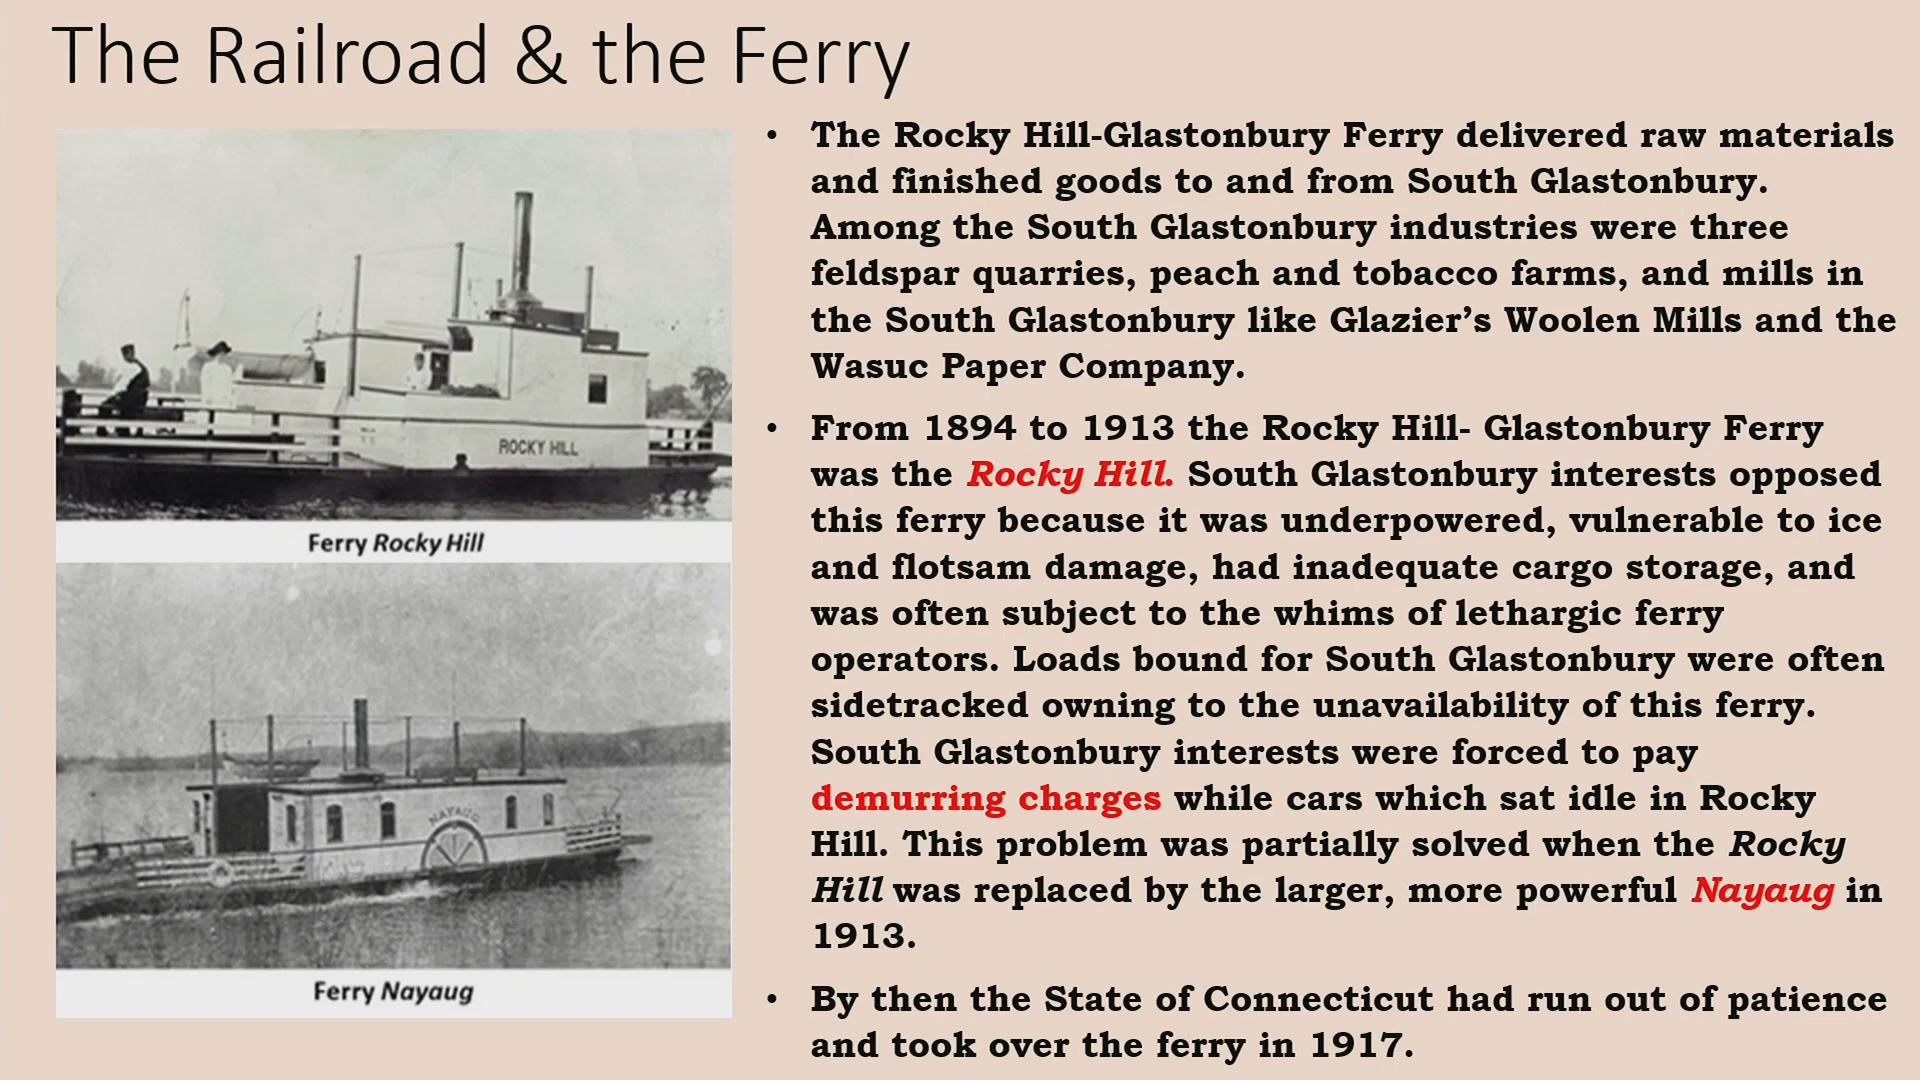 The Railroad & the Ferry
ROCKY HILL
Ferry Rocky Hill
NAYAUG
Ferry Nayaug
• The Rocky Hill-Glastonbury Ferry delivered raw materials
and finished goods to and from South Glastonbury.
Among the South Glastonbury industries were three
feldspar quarries, peach and tobacco farms, and mills in
the South Glastonbury like Glazier’s Woolen Mills and the
Wasuc Paper Company.
• From 1894 to 1913 the Rocky Hill- Glastonbury Ferry
was the Rocky Hill. South Glastonbury interests opposed
this ferry because it was underpowered, vulnerable to ice
and flotsam damage, had inadequate cargo storage, and
was often subject to the whims of lethargic ferry
operators. Loads bound for South Glastonbury were often
sidetracked owning to the unavailability of this ferry.
South Glastonbury interests were forced to pay
demurring charges while cars which sat idle in Rocky
Hill. This problem was partially solved when the Rocky
Hill was replaced by the larger, more powerful Nayaug in
1913.
• By then the State of Connecticut had run out of patience
and took over the ferry in 1917.